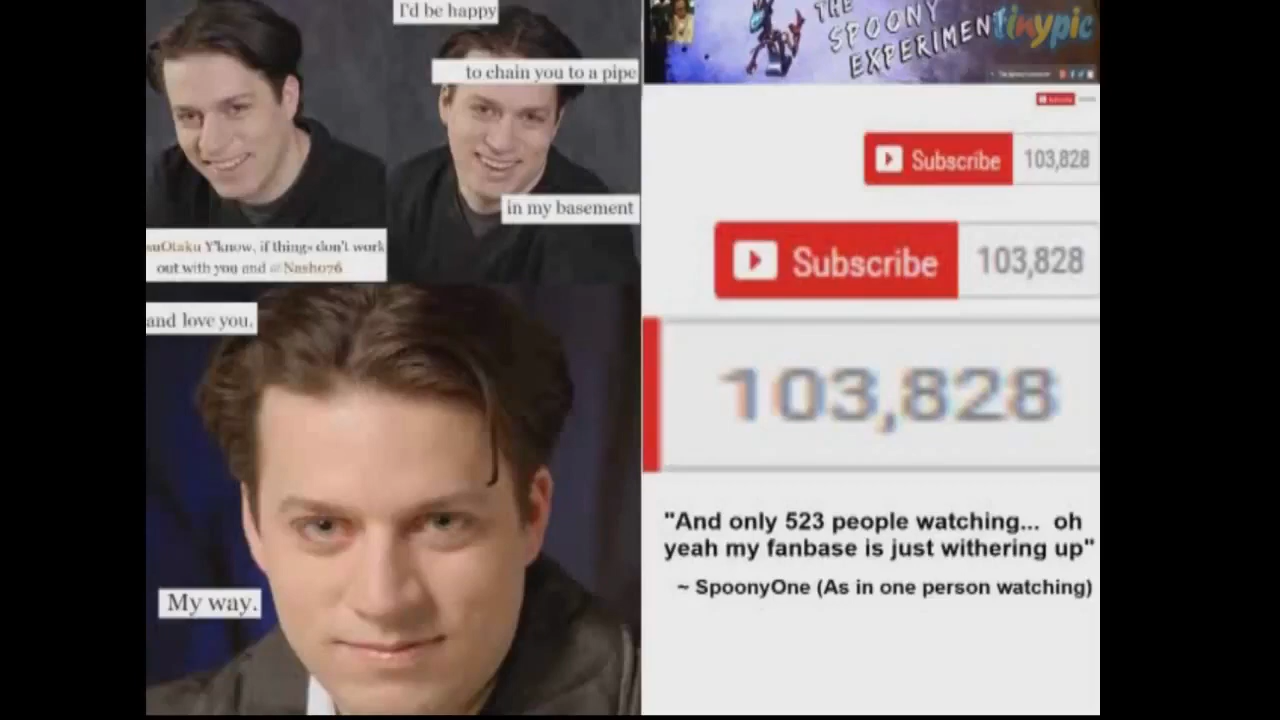 I'd be happy
to chain you to a pipe
in my basement
suOtaku Y'know, if things don't work
out with you and @Nash076
and love you.
My way.
THE
SPOONY
EXPERIMENT
tinypic
Subscribe 103,828
Subscribe 103,828
103,828
"And only 523 people watching... oh
yeah my fanbase is just withering up"
~ SpoonyOne (As in one person watching)